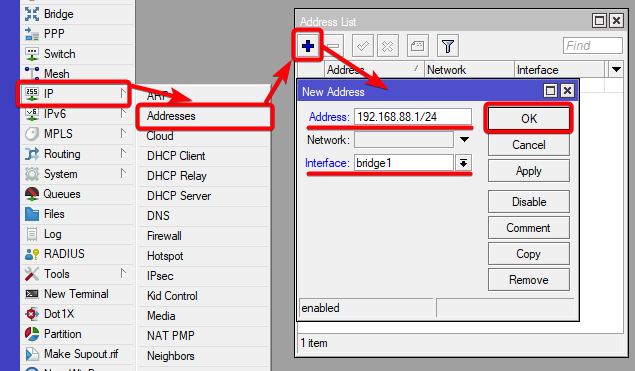 Bridge
PPP
Switch
Mesh
IP
IPv6
MPLS
Routing
System
Queues
Files
Log
RADIUS
Tools
New Terminal
Dot1X
Partition
Make Supout.rif
ARP
Addresses
Cloud
DHCP Client
DHCP Relay
DHCP Server
DNS
Firewall
Hotspot
IPsec
Kid Control
Media
NAT PMP
Neighbors
Address List
Find
Address Network Interface
New Address
Address: 192.168.88.1/24
Network:
Interface: bridge1
OK
Cancel
Apply
Disable
Comment
Copy
Remove
enabled
1 item